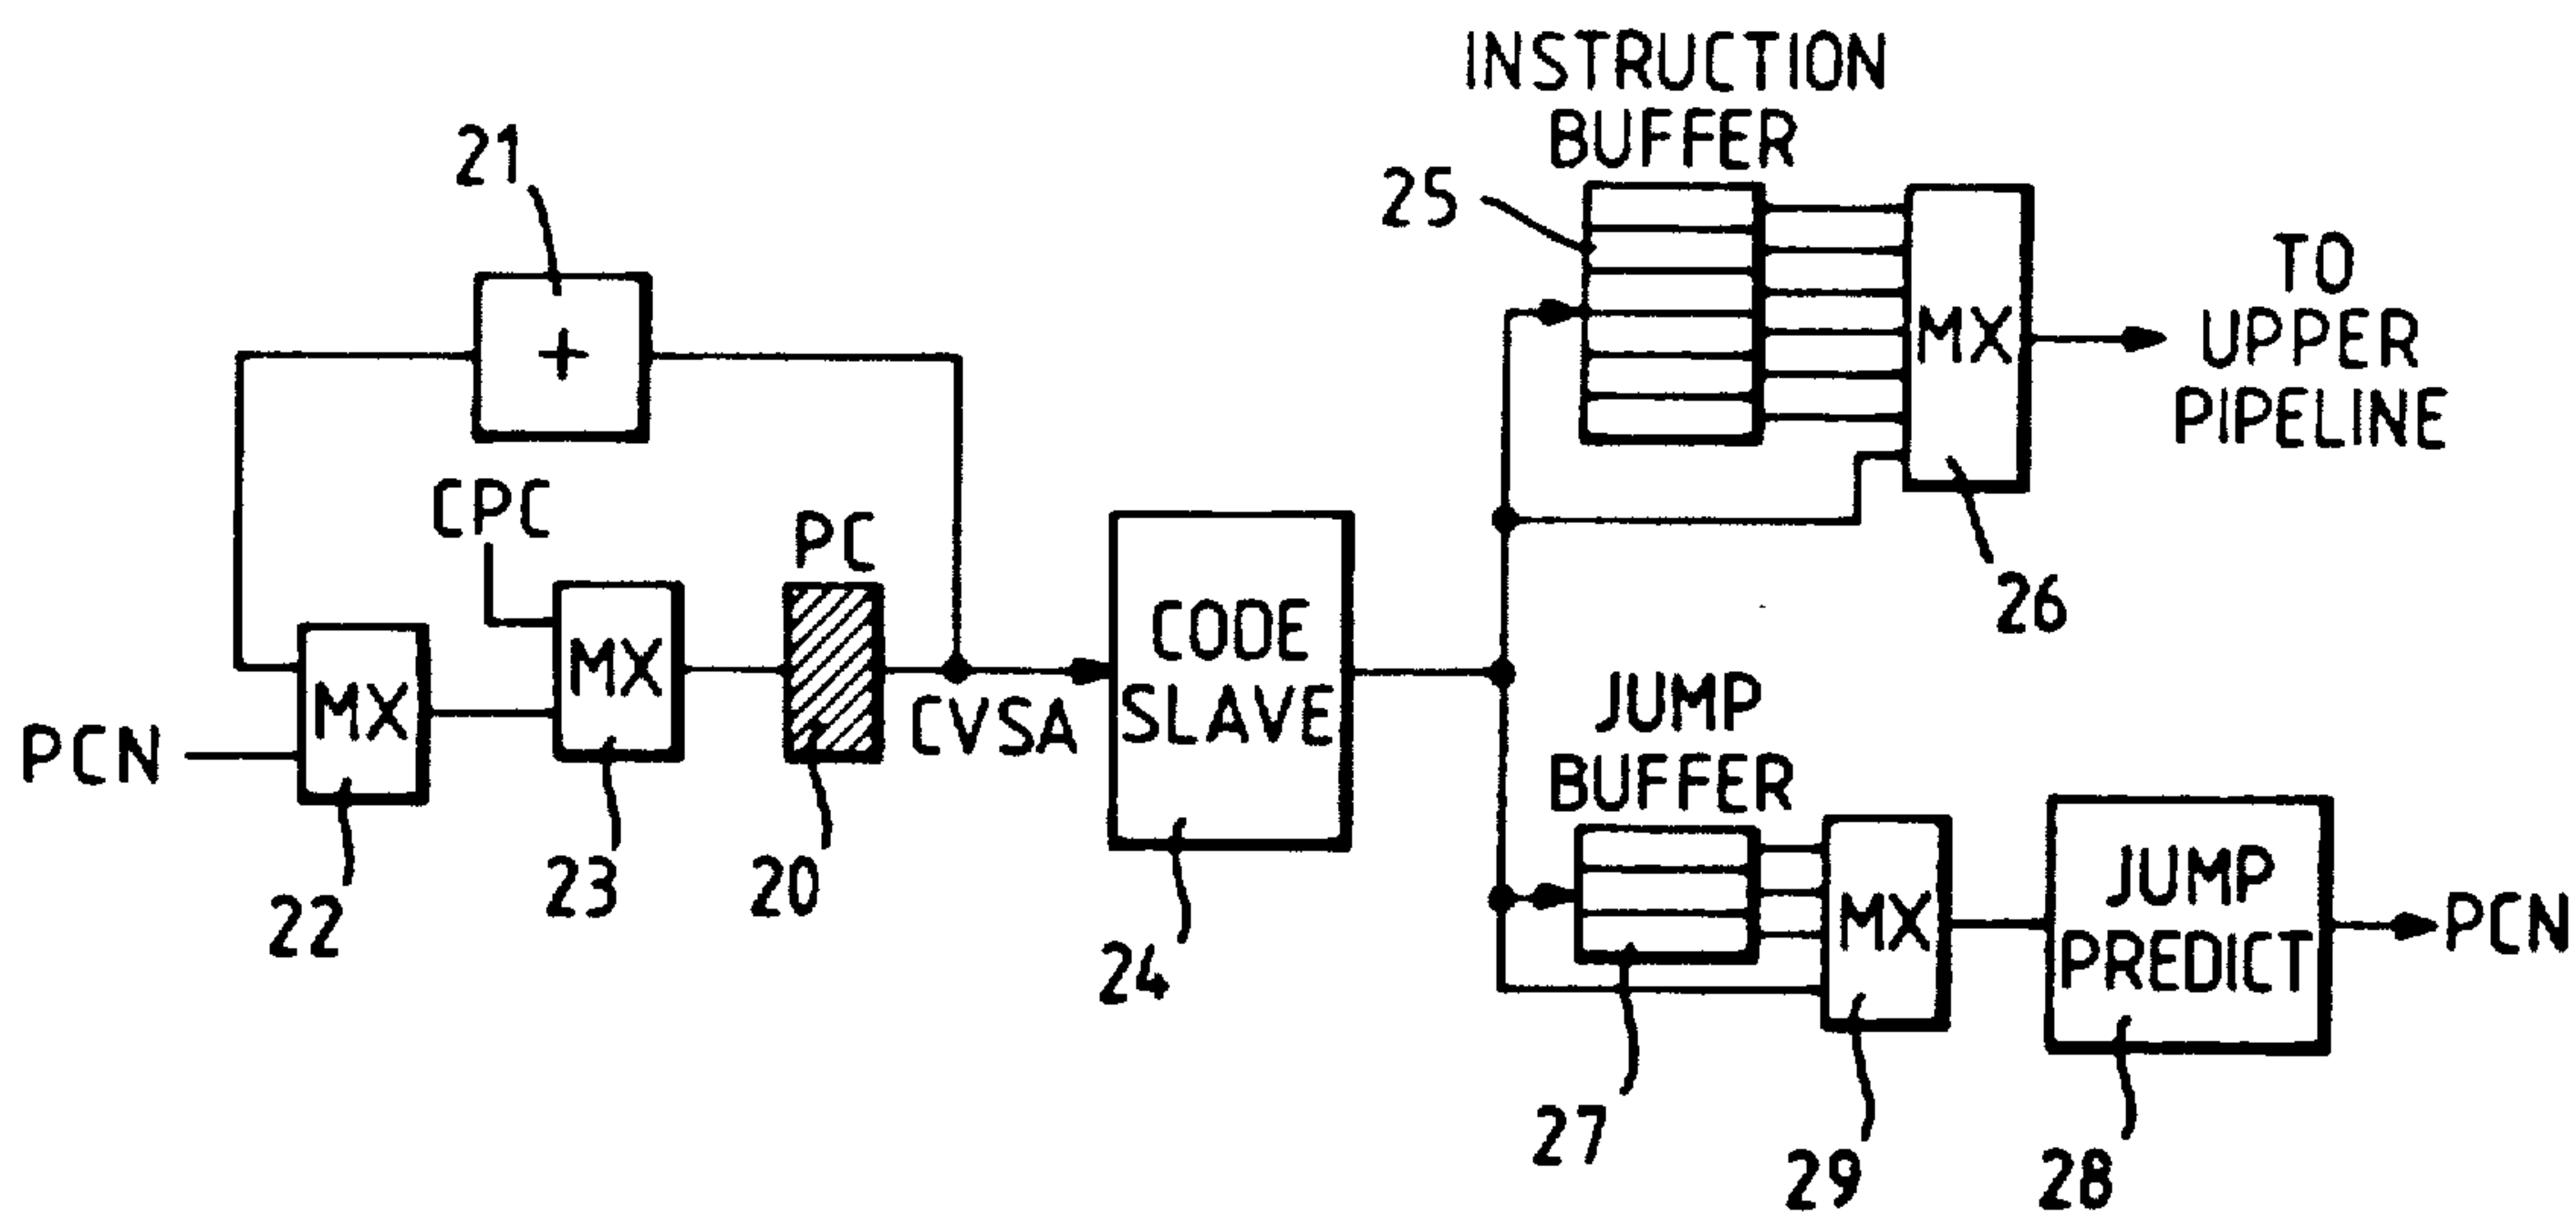 INSTRUCTION
BUFFER
21
25
+
MX
TO
UPPER
PIPELINE
CPC
PC
26
MX
MX
CODE
SLAVE
CVSA
PCN
JUMP
BUFFER
22
23
20
24
MX
JUMP
PREDICT
PCN
27
29
28